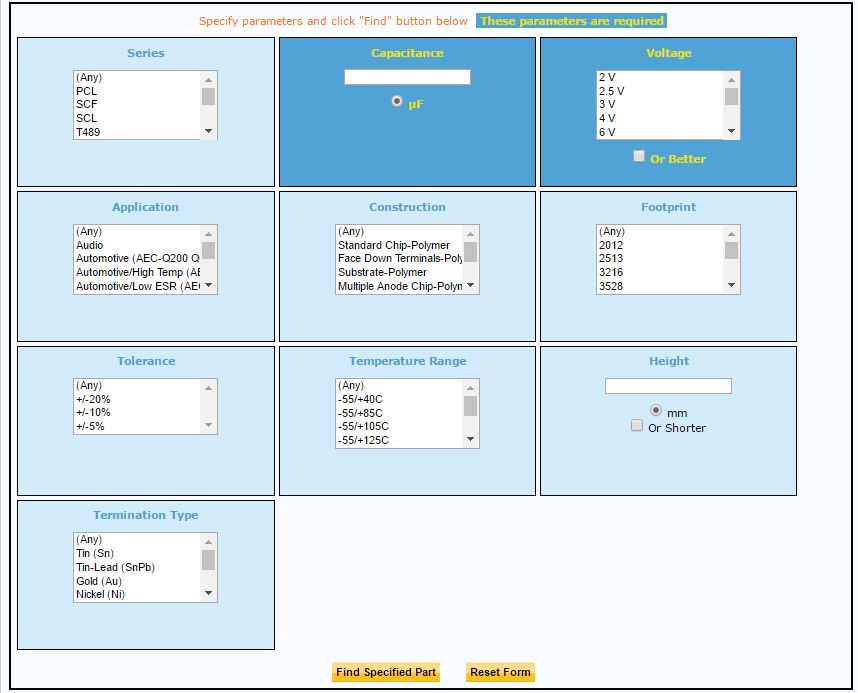 Specify parameters and click "Find" button below These parameters are required
Series
(Any)
PCL
SCF
SCL
T489
Capacitance
µF
Voltage
2 V
2.5 V
3 V
4 V
6 V
Or Better
Application
(Any)
Audio
Automotive (AEC-Q200 Q
Automotive/High Temp (AE
Automotive/Low ESR (AEC
Construction
(Any)
Standard Chip-Polymer
Face Down Terminals-Poly
Substrate-Polymer
Multiple Anode Chip-Polym
Footprint
(Any)
2012
2513
3216
3528
Tolerance
(Any)
+/-20%
+/-10%
+/-5%
Temperature Range
(Any)
-55/+40C
-55/+85C
-55/+105C
-55/+125C
Height
mm
Or Shorter
Termination Type
(Any)
Tin (Sn)
Tin-Lead (SnPb)
Gold (Au)
Nickel (Ni)
Find Specified Part
Reset Form